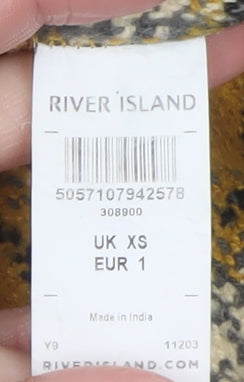 RIVER ISLAND
5057107942578
308900
UK XS
EUR 1
Made in India
Y9 11203
RIVERISLAND.COM